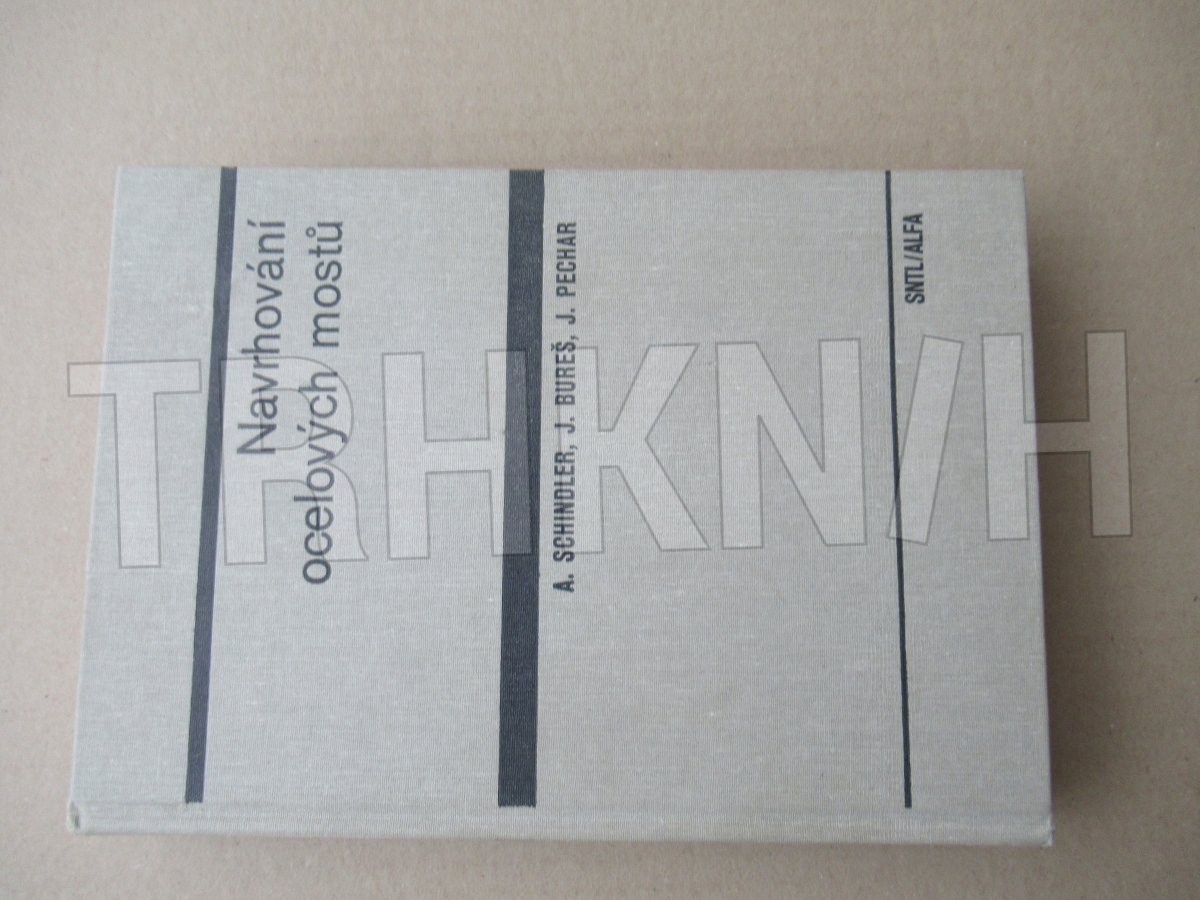 Navrhování
ocelových mostů
A. SCHINDLER, J. BUREŠ, J. PECHAR
SNTL/ALFA
TRHKNIH